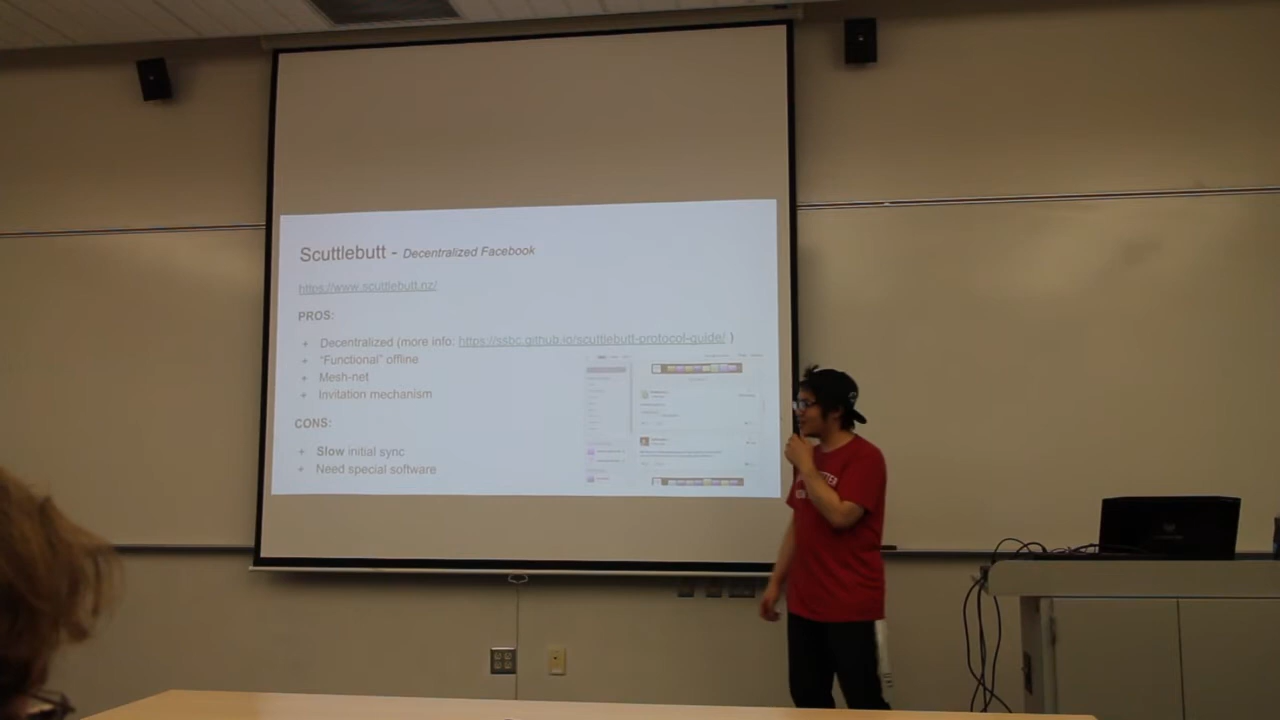 Scuttlebutt - Decentralized Facebook
https://www.scuttlebutt.nz/
PROS:
+ Decentralized (more info: https://ssbc.github.io/scuttlebutt-protocol-guide/ )
+ "Functional" offline
+ Mesh-net
+ Invitation mechanism
CONS:
+ Slow initial sync
+ Need special software